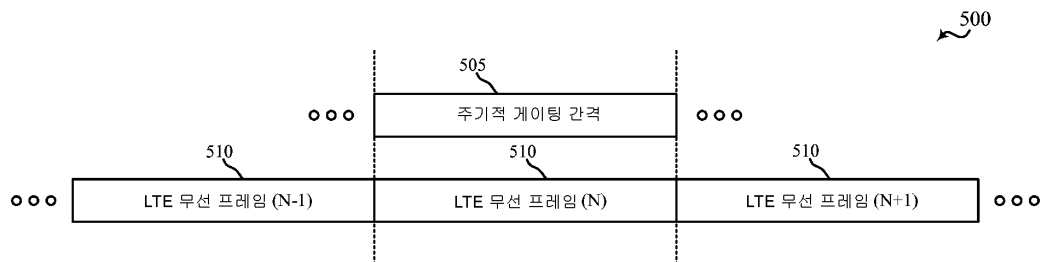 500
505
주기적 게이팅 간격
510
510
510
LTE 무선 프레임 (N-1)
LTE 무선 프레임 (N)
LTE 무선 프레임 (N+1)